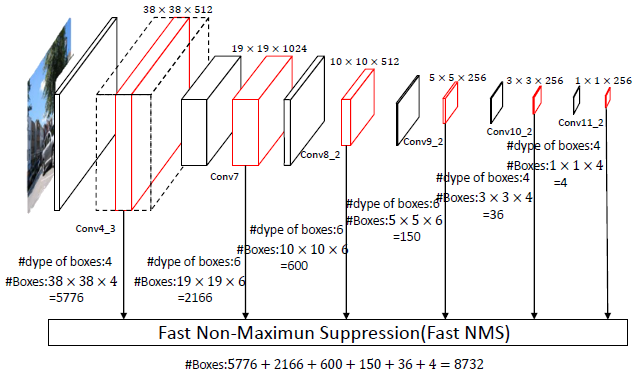 38 × 38 × 512
19 × 19 × 1024
10 × 10 × 512
5 × 5 × 256
3 × 3 × 256
1 × 1 × 256
Conv4_3
Conv7
Conv8_2
Conv9_2
Conv10_2
Conv11_2
#dype of boxes:4
#Boxes:38 × 38 × 4
=5776
#dype of boxes:6
#Boxes:19 × 19 × 6
=2166
#dype of boxes:6
#Boxes:10 × 10 × 6
=600
#dype of boxes:6
#Boxes:5 × 5 × 6
=150
#dype of boxes:4
#Boxes:3 × 3 × 4
=36
#dype of boxes:4
#Boxes:1 × 1 × 4
=4
Fast Non-Maximun Suppression(Fast NMS)
#Boxes:5776 + 2166 + 600 + 150 + 36 + 4 = 8732